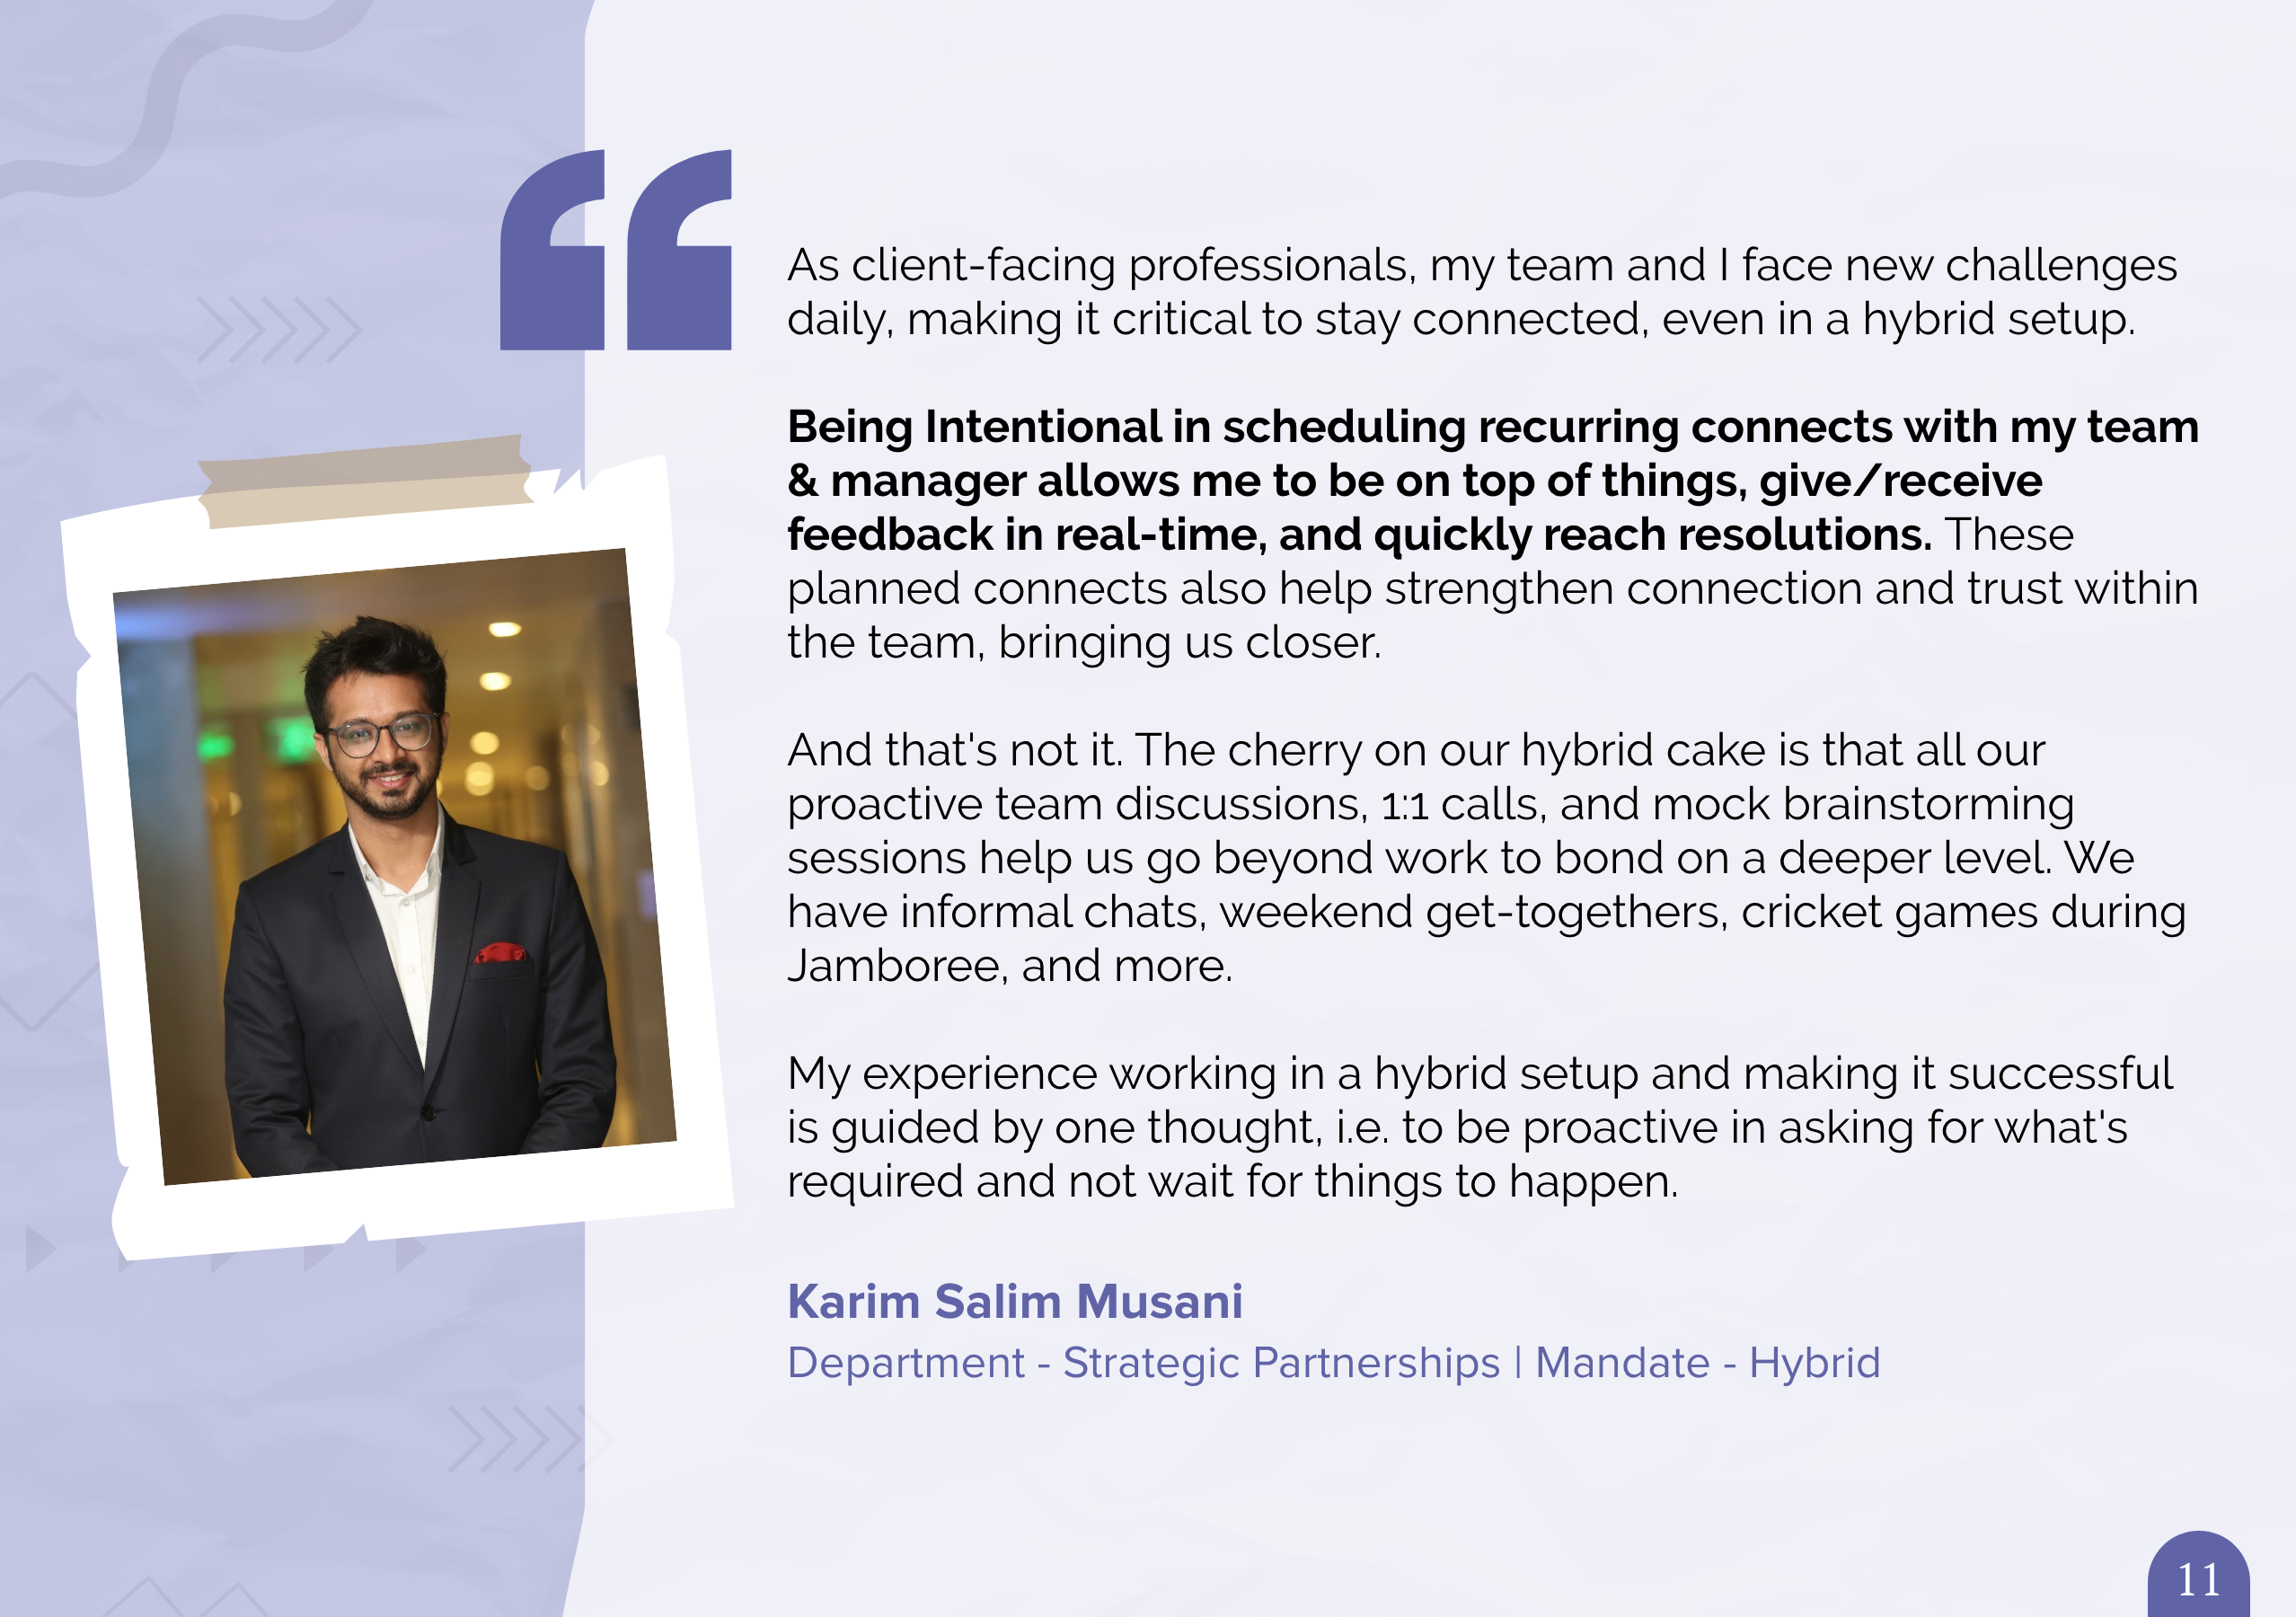 “
As client-facing professionals, my team and I face new challenges
daily, making it critical to stay connected, even in a hybrid setup.
Being Intentional in scheduling recurring connects with my team
& manager allows me to be on top of things, give/receive
feedback in real-time, and quickly reach resolutions. These
planned connects also help strengthen connection and trust within
the team, bringing us closer.
And that's not it. The cherry on our hybrid cake is that all our
proactive team discussions, 1:1 calls, and mock brainstorming
sessions help us go beyond work to bond on a deeper level. We
have informal chats, weekend get-togethers, cricket games during
Jamboree, and more.
My experience working in a hybrid setup and making it successful
is guided by one thought, i.e. to be proactive in asking for what's
required and not wait for things to happen.
Karim Salim Musani
Department - Strategic Partnerships | Mandate - Hybrid
11